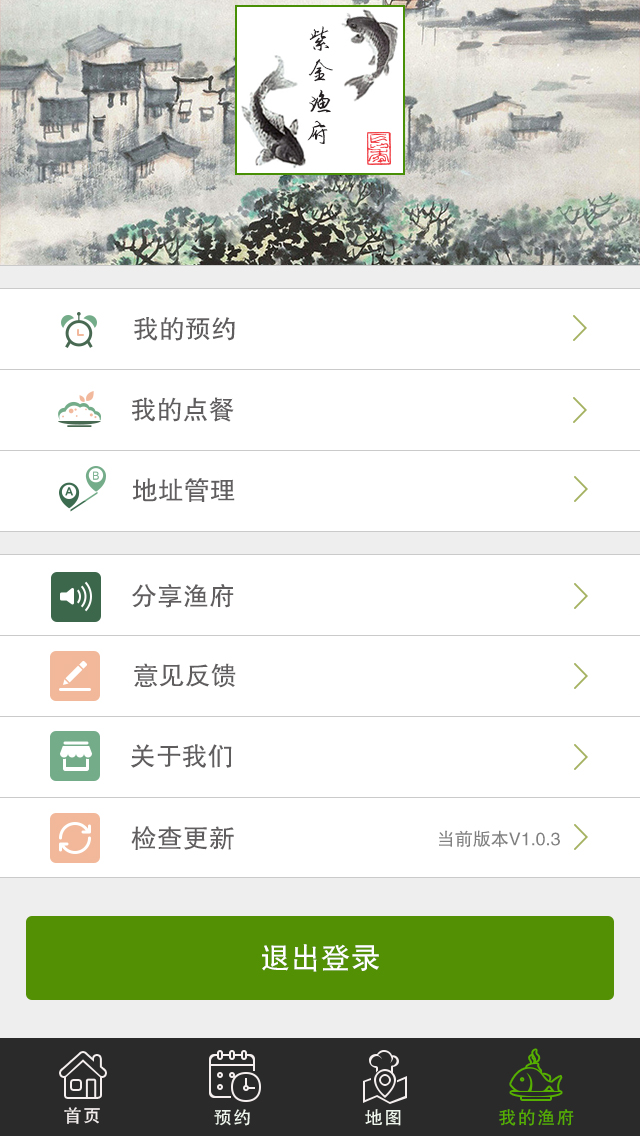 紫金渔府
我的预约
我的点餐
A
B
地址管理
分享渔府
意见反馈
关于我们
检查更新
当前版本V1.0.3
退出登录
首页
预约
地图
我的渔府